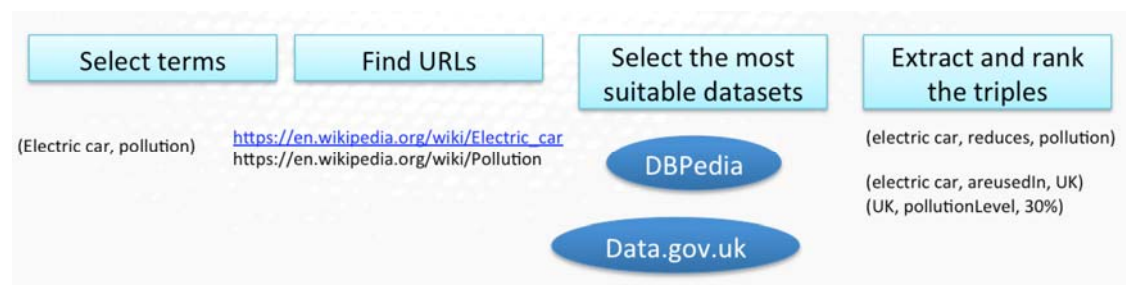 Select terms
Find URLs
Select the most
suitable datasets
Extract and rank
the triples
(Electric car, pollution)
https://en.wikipedia.org/wiki/Electric_car
https://en.wikipedia.org/wiki/Pollution
DBPedia
Data.gov.uk
(electric car, reduces, pollution)
(electric car, areusedIn, UK)
(UK, pollutionLevel, 30%)